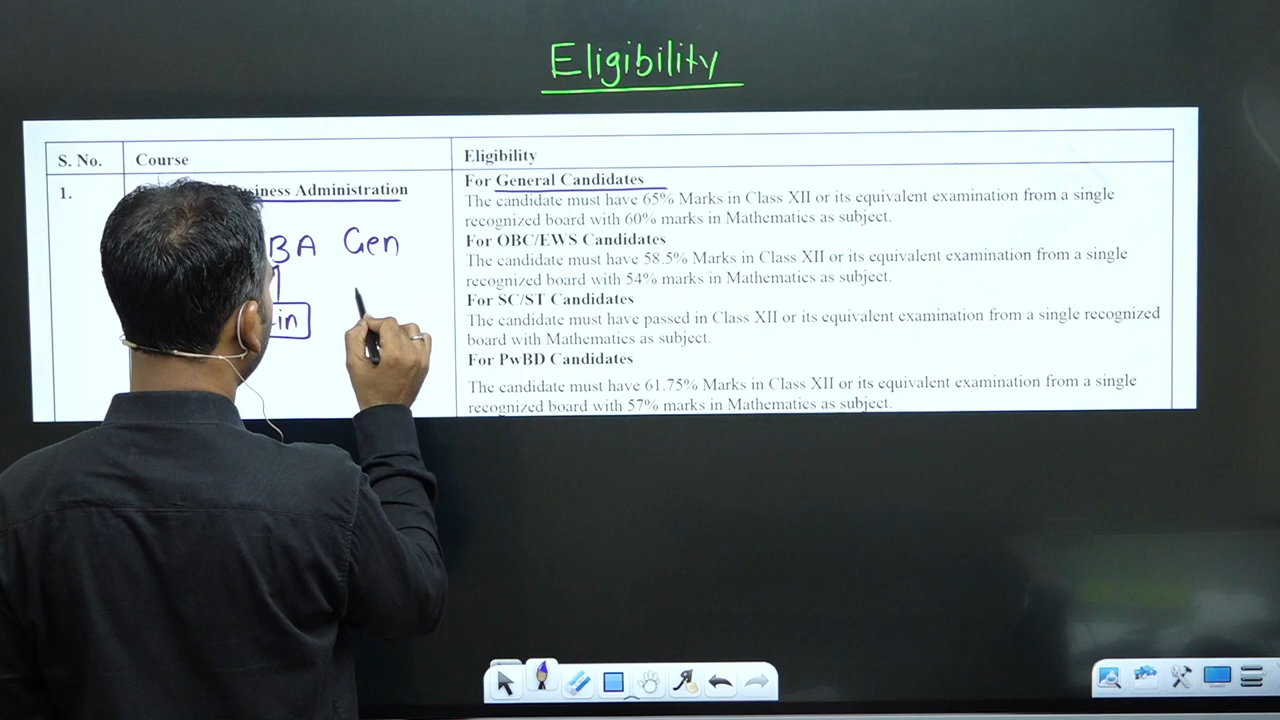 Eligibility
S. No. Course Eligibility
1. Business Administration
BA Gen
in
For General Candidates
The candidate must have 65% Marks in Class XII or its equivalent examination from a single
recognized board with 60% marks in Mathematics as subject.
For OBC/EWS Candidates
The candidate must have 58.5% Marks in Class XII or its equivalent examination from a single
recognized board with 54% marks in Mathematics as subject.
For SC/ST Candidates
The candidate must have passed in Class XII or its equivalent examination from a single recognized
board with Mathematics as subject.
For PwBD Candidates
The candidate must have 61.75% Marks in Class XII or its equivalent examination from a single
recognized board with 57% marks in Mathematics as subject.